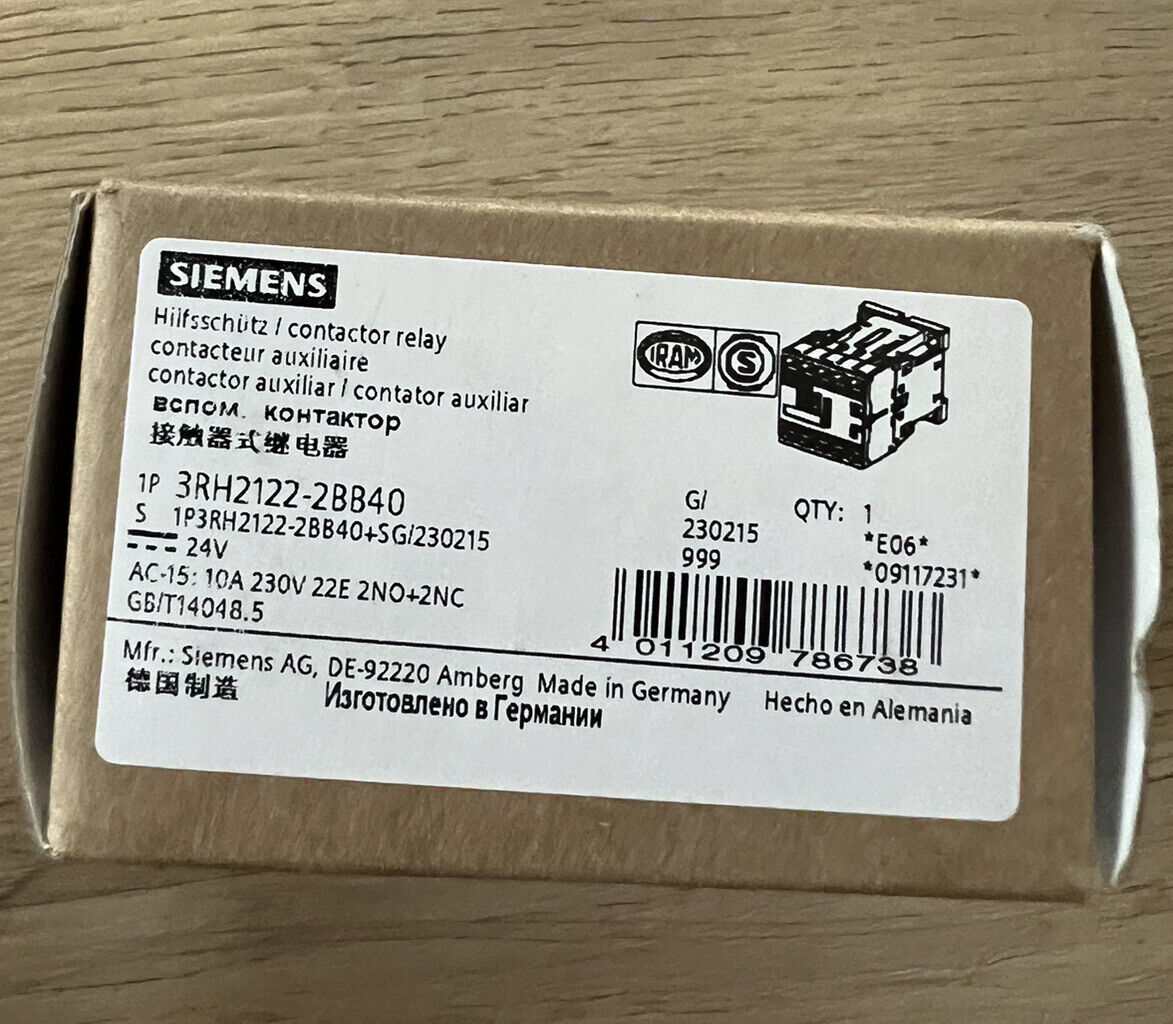 SIEMENS
Hilfsschütz / contactor relay
contacteur auxiliaire
contactor auxiliar / contator auxiliar
вспом. контактор
接触器式继电器
IRAM S
1P 3RH2122-2BB40
S 1P3RH2122-2BB40+SG/230215
24V
AC-15: 10A 230V 22E 2NO+2NC
GB/T14048.5
G/
230215
999
QTY: 1
*E06*
*09117231*
4 011209 786738
Mfr.: Siemens AG, DE-92220 Amberg Made in Germany Hecho en Alemania
德国制造 Изготовлено в Германии